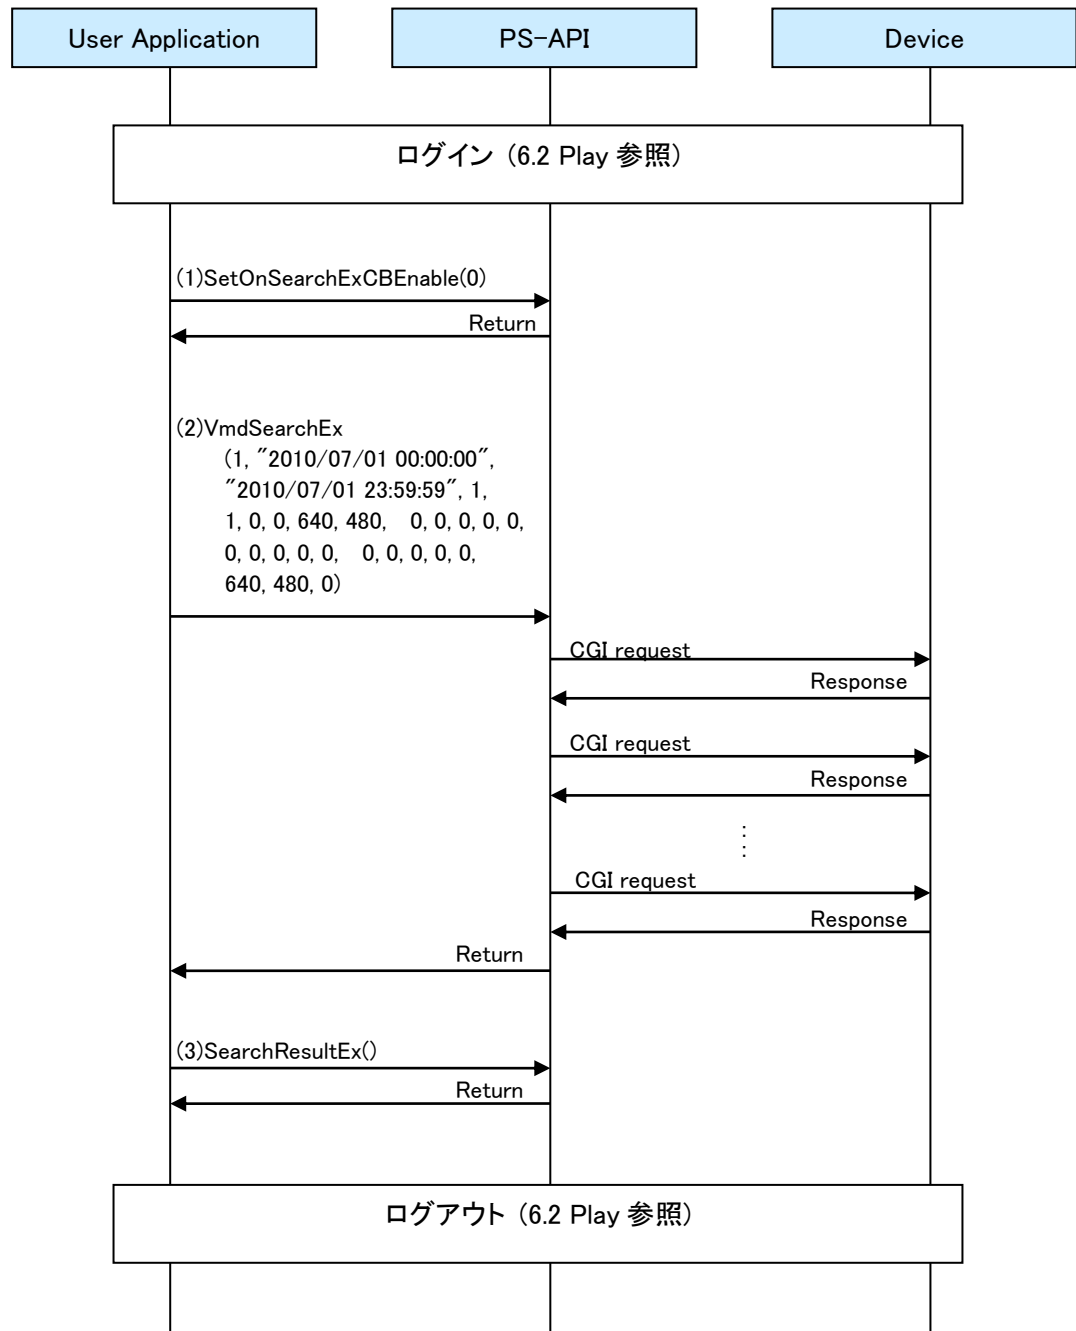 User Application
PS-API
Device
ログイン (6.2 Play 参照)
(1)SetOnSearchExCBEnable(0)
Return
(2)VmdSearchEx
(1, "2010/07/01 00:00:00",
"2010/07/01 23:59:59", 1,
1, 0, 0, 640, 480, 0, 0, 0, 0, 0,
0, 0, 0, 0, 0, 0, 0, 0, 0, 0,
640, 480, 0)
CGI request
Response
CGI request
Response
CGI request
Response
Return
(3)SearchResultEx()
Return
ログアウト (6.2 Play 参照)